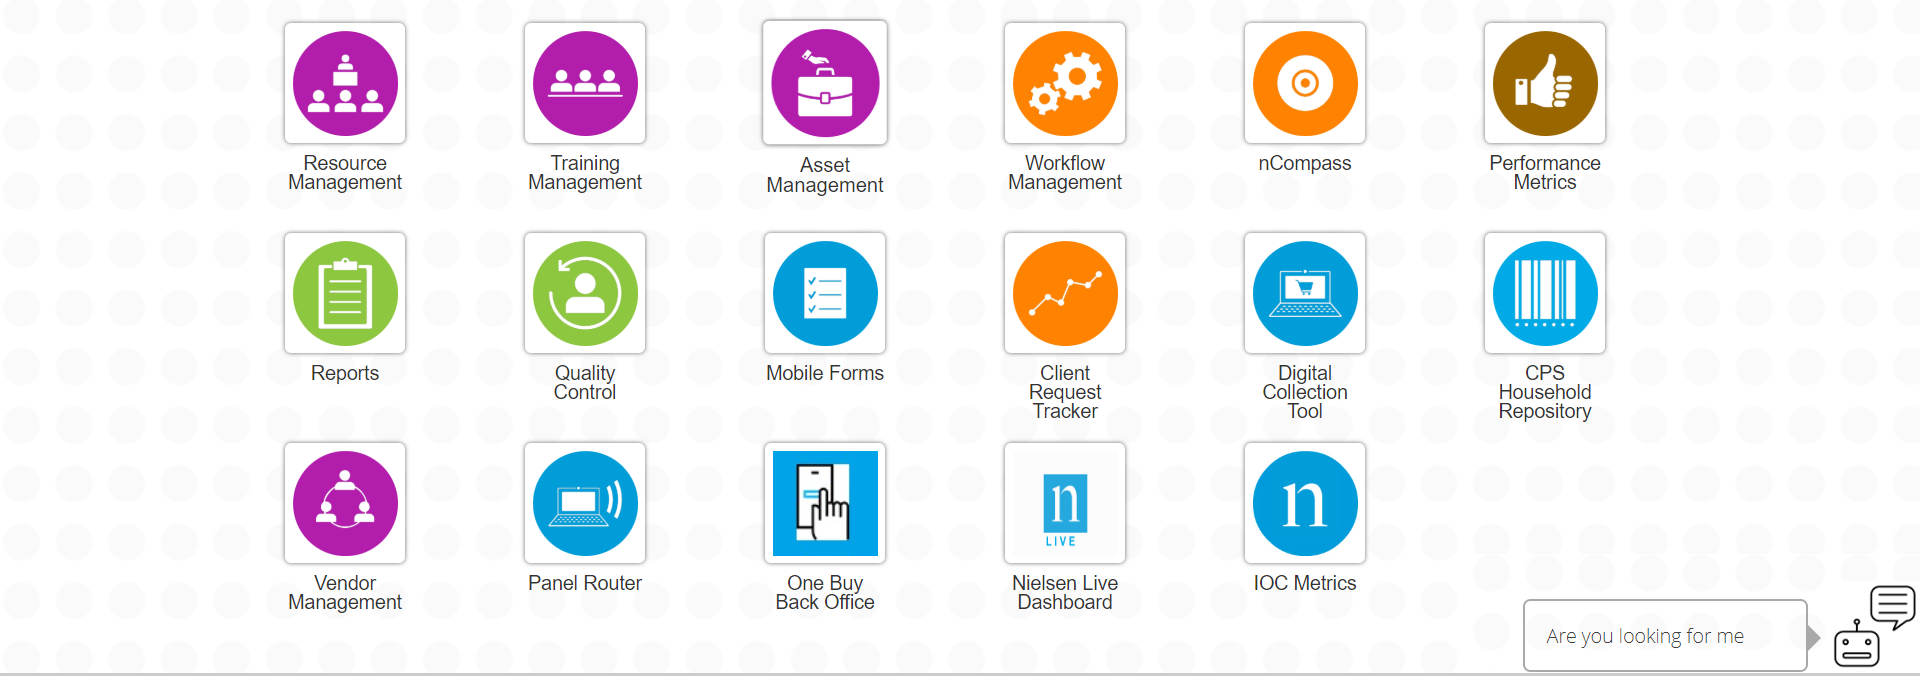 Resource
Management
Training
Management
Asset
Management
Workflow
Management
nCompass
Performance
Metrics
Reports
Quality
Control
Mobile Forms
Client
Request
Tracker
Digital
Collection
Tool
CPS
Household
Repository
n
LIVE
n
Vendor
Management
Panel Router
One Buy
Back Office
Nielsen Live
Dashboard
IOC Metrics
Are you looking for me